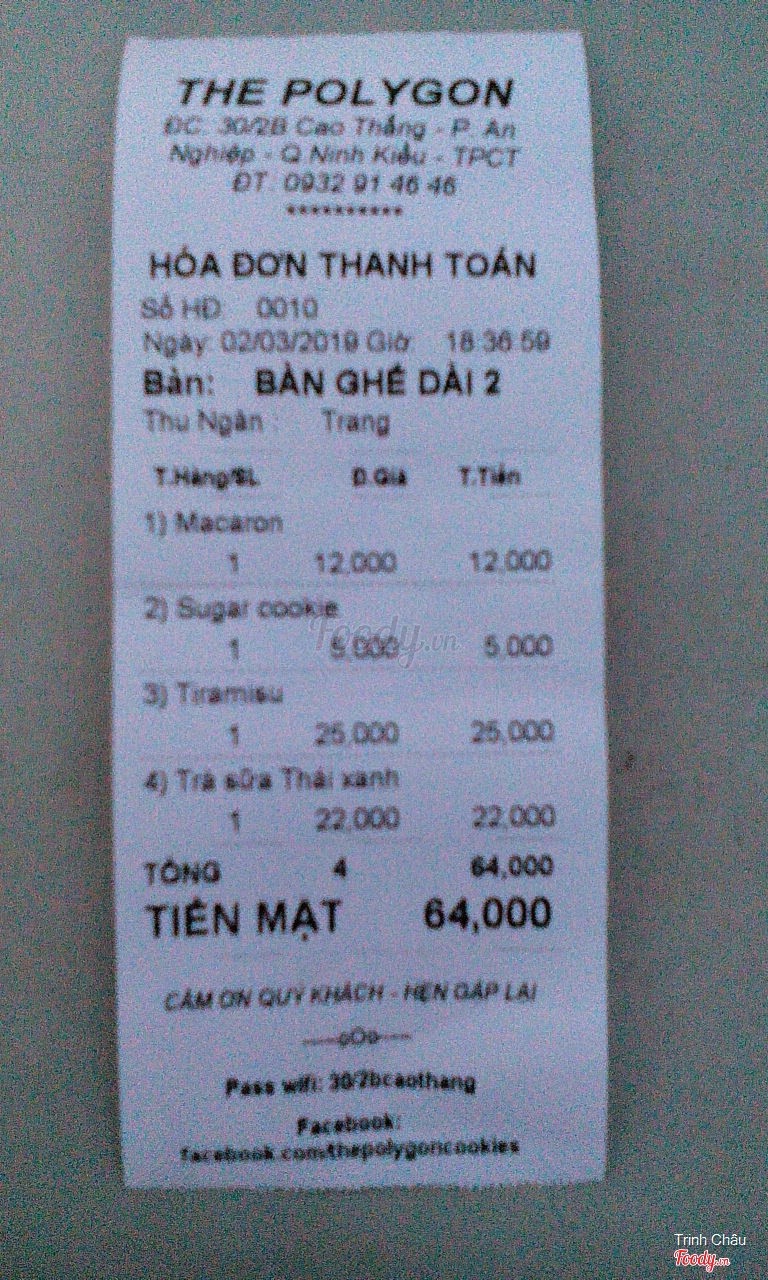 THE POLYGON
ĐC: 30/2B Cao Thắng - P. An
Nghiệp - Q Ninh Kiều - TPCT
ĐT: 0932 91 46 46
**********
HÓA ĐƠN THANH TOÁN
Số HĐ: 0010
Ngày: 02/03/2019 Giờ: 18:36:59
Bàn: BÀN GHẾ DÀI 2
Thu Ngân : Trang
T.Hàng/SL Đ.Giá T.Tiền
1) Macaron
1 12,000 12,000
2) Sugar cookie
1 5,000 5,000
3) Tiramisu
1 25,000 25,000
4) Trà sữa Thái xanh
1 22,000 22,000
TỔNG 4 64,000
TIỀN MẶT 64,000
CÁM ƠN QUÝ KHÁCH - HẸN GẶP LẠI
----oOo----
Pass wifi: 30/2bcaothang
Facebook:
facebook.com/thepolygoncookies
Foody.vn
Trinh Châu
Foody.vn